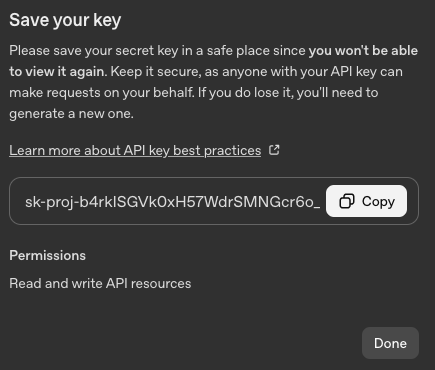 Save your key
Please save your secret key in a safe place since you won't be able
to view it again. Keep it secure, as anyone with your API key can
make requests on your behalf. If you do lose it, you'll need to
generate a new one.
Learn more about API key best practices
sk-proj-b4rkISGVk0xH57WdrSMNGcr6o_
Copy
Permissions
Read and write API resources
Done